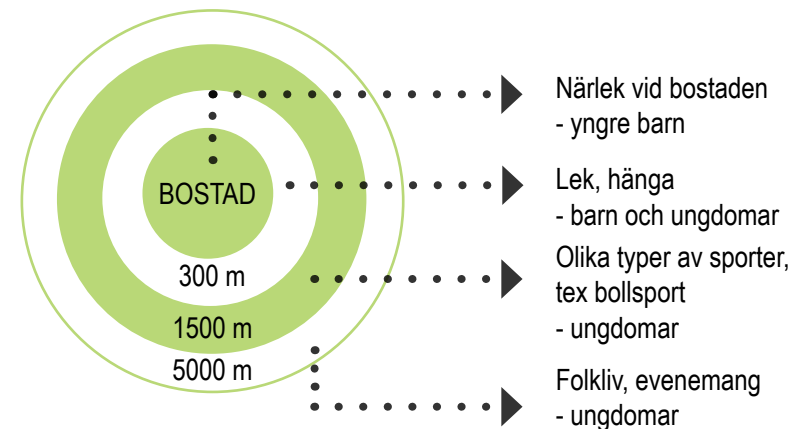 BOSTAD
300 m
1500 m
5000 m
Närlek vid bostaden
- yngre barn
Lek, hänga
- barn och ungdomar
Olika typer av sporter,
tex bollsport
- ungdomar
Folkliv, evenemang
- ungdomar